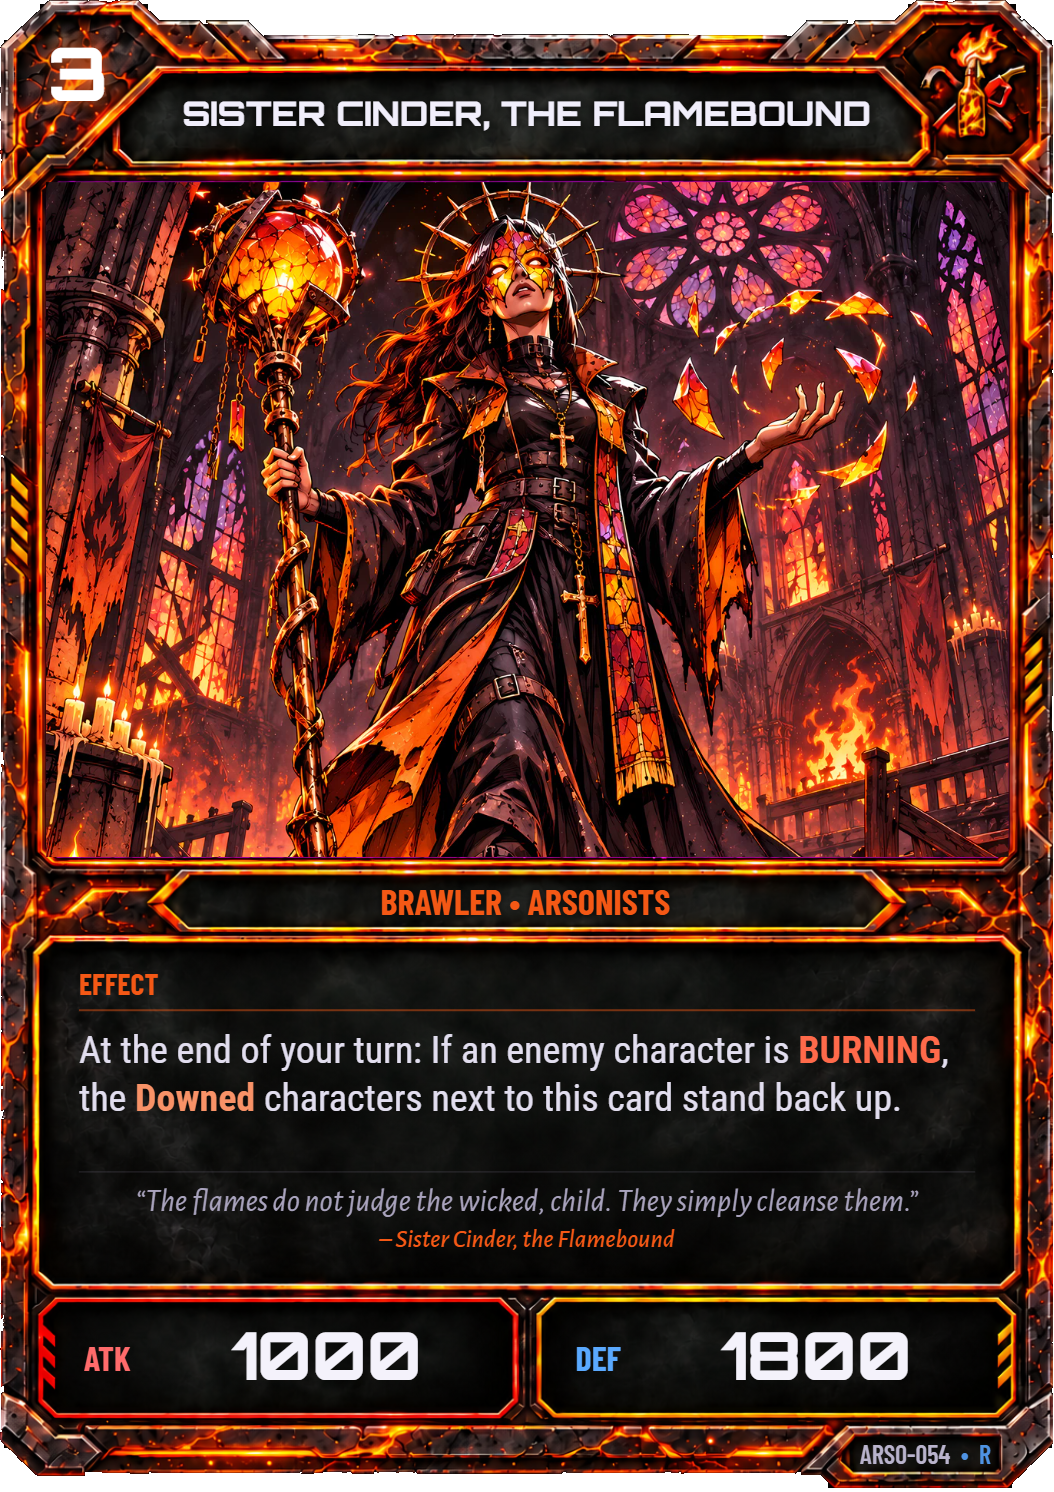 3
SISTER CINDER, THE FLAMEBOUND
BRAWLER • ARSONISTS
EFFECT
At the end of your turn: If an enemy character is BURNING,
the Downed characters next to this card stand back up.
“The flames do not judge the wicked, child. They simply cleanse them.”
– Sister Cinder, the Flamebound
ATK 1000 DEF 1800
ARSO-054 • R